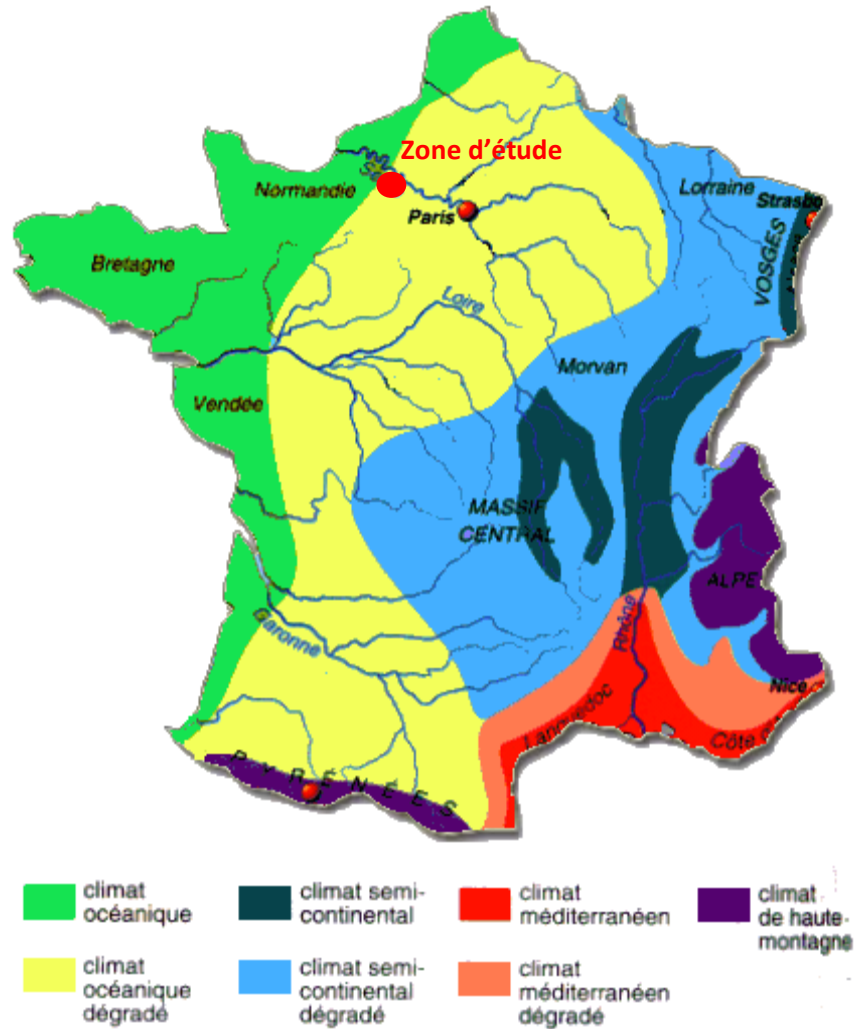 Zone d’étude
Normandie
Paris
Lorraine
Strasbo
VOSGES
Bretagne
Loire
Morvan
Vendée
MASSIF
CENTRAL
ALPE
Rhône
Garonne
Nice
Languedoc
Côte
PYRÉNÉES
climat
océanique
climat semi-
continental
climat
méditerranéen
climat
de haute-
montagne
climat
océanique
dégradé
climat semi-
continental
dégradé
climat
méditerranéen
dégradé